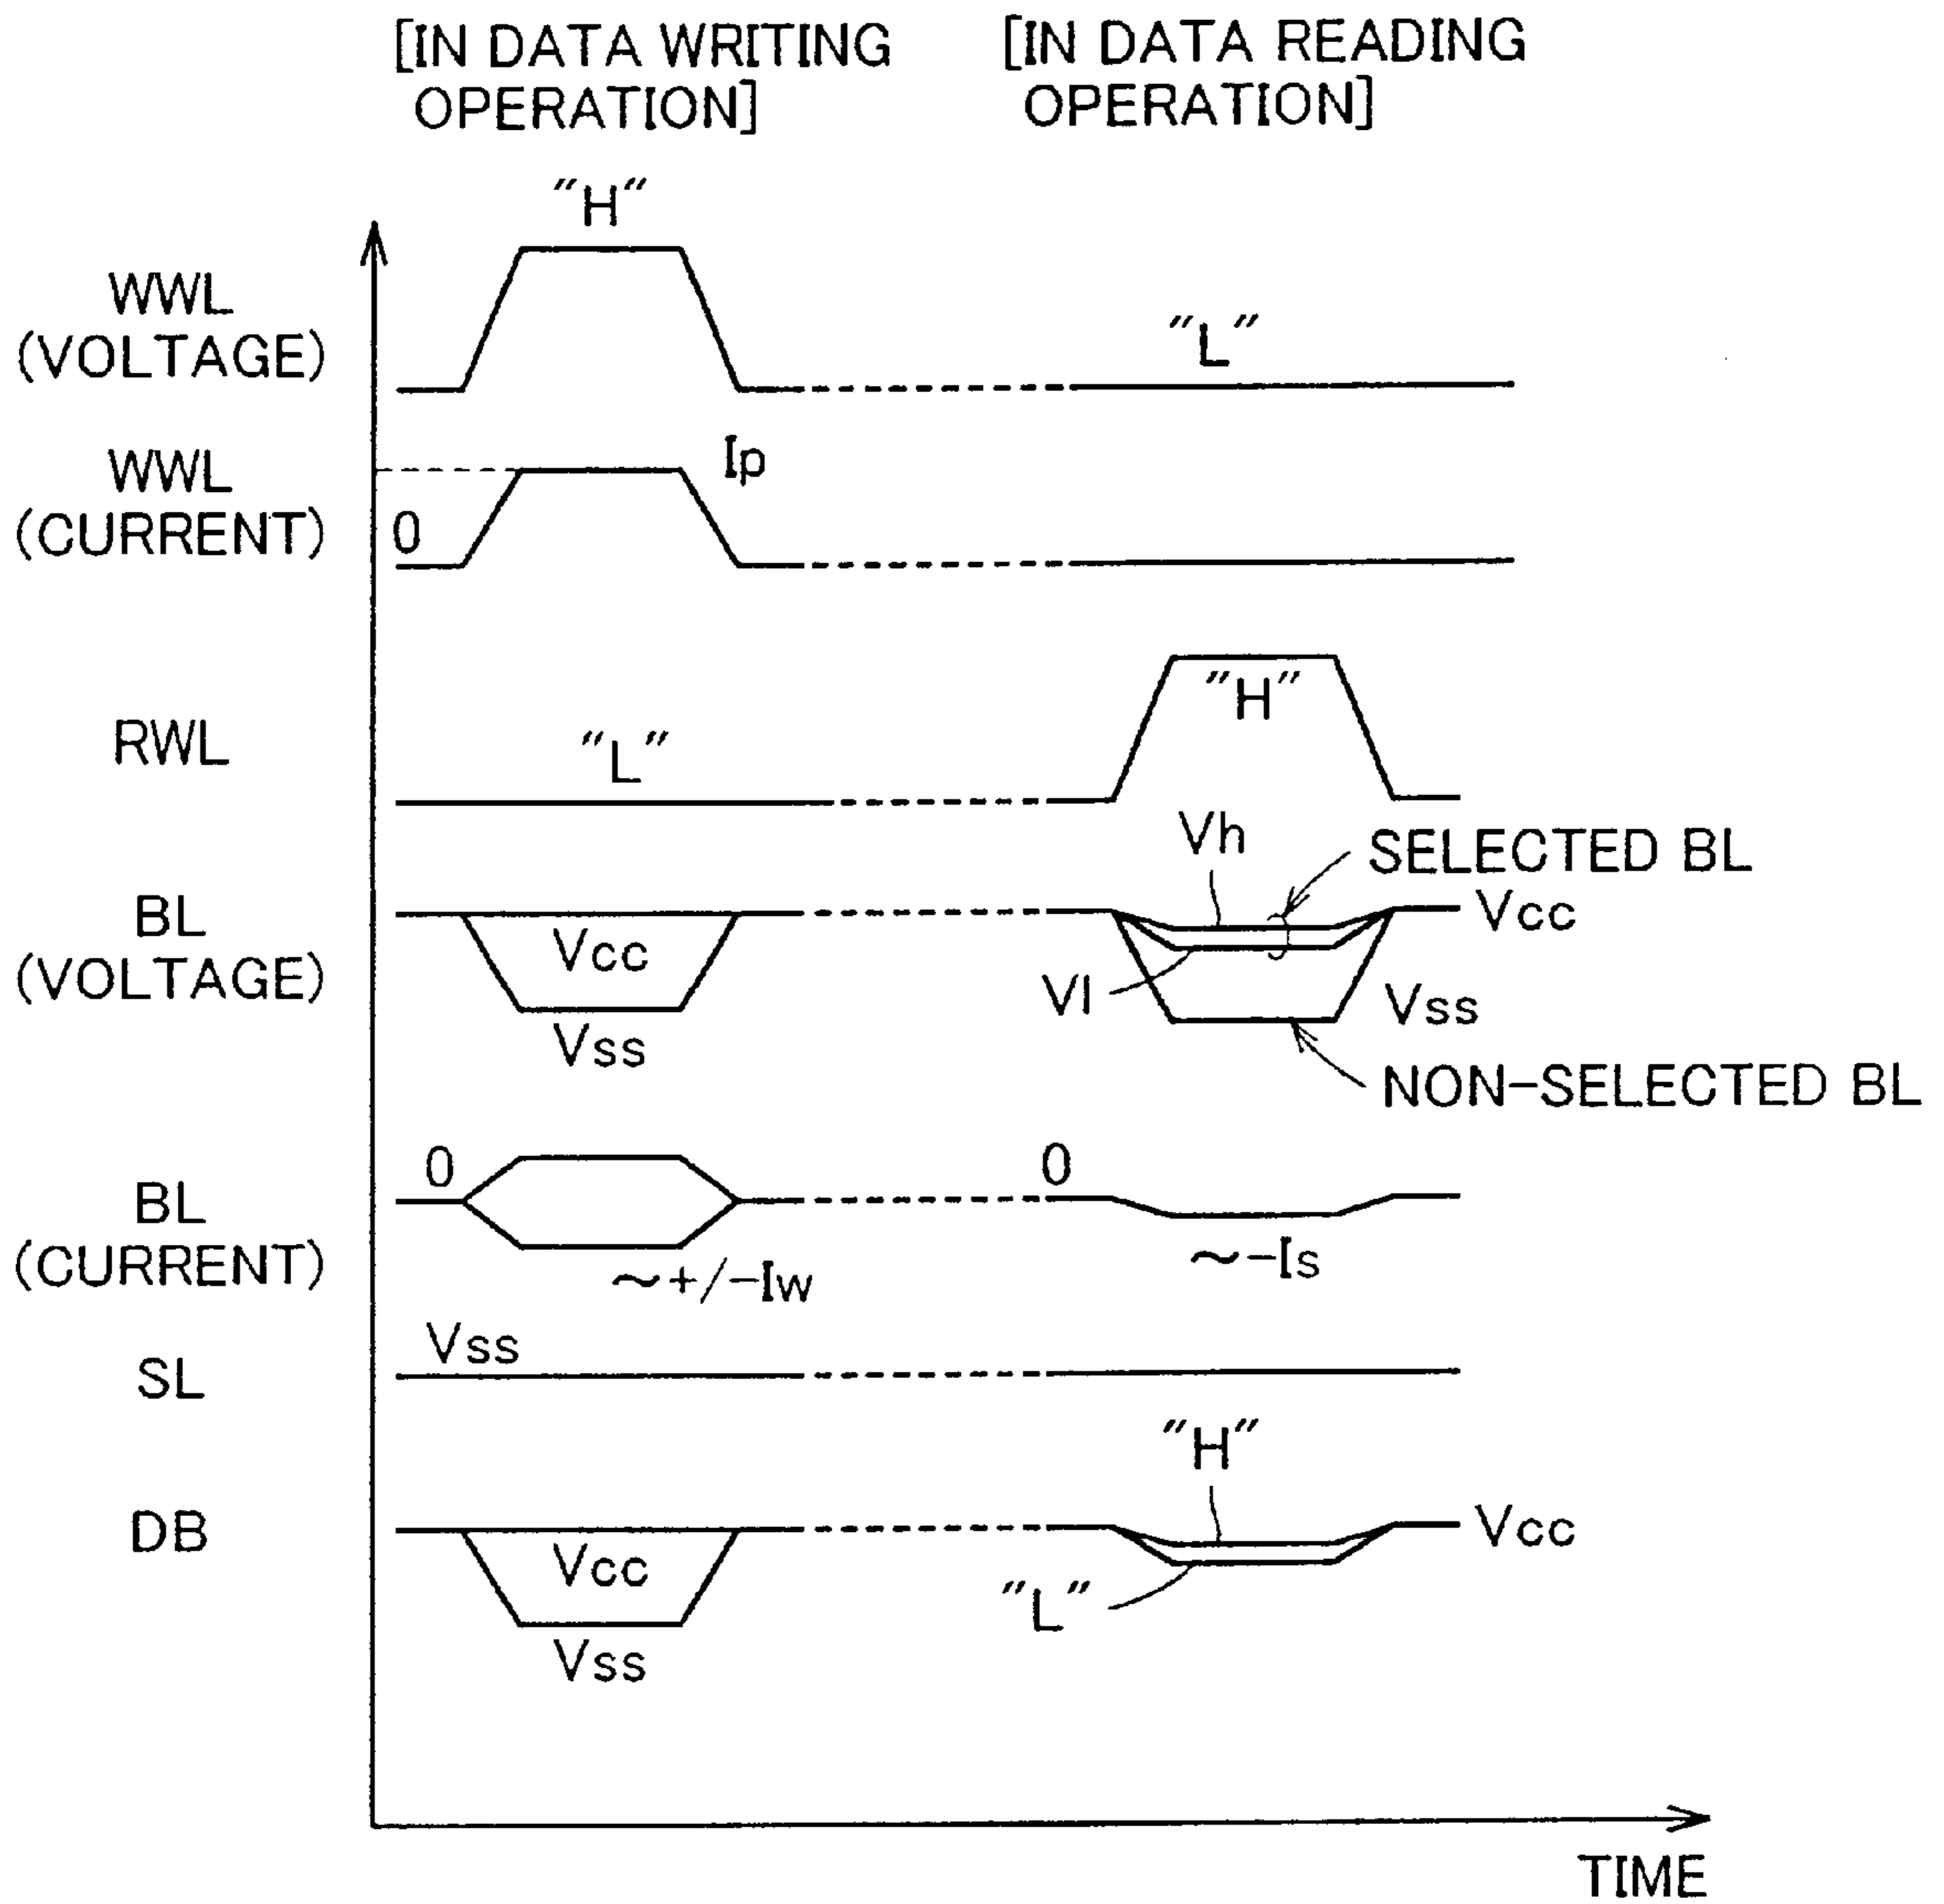 [IN DATA WRITING
OPERATION]
[IN DATA READING
OPERATION]
"H"
WWL
(VOLTAGE)
"L"
WWL
(CURRENT)
0
Ip
RWL
"L"
"H"
BL
(VOLTAGE)
Vcc
Vss
Vh
SELECTED BL
Vcc
Vl
Vss
NON-SELECTED BL
BL
(CURRENT)
0
~+/-Iw
0
~-Is
SL
Vss
DB
Vcc
Vss
"H"
"L"
Vcc
TIME